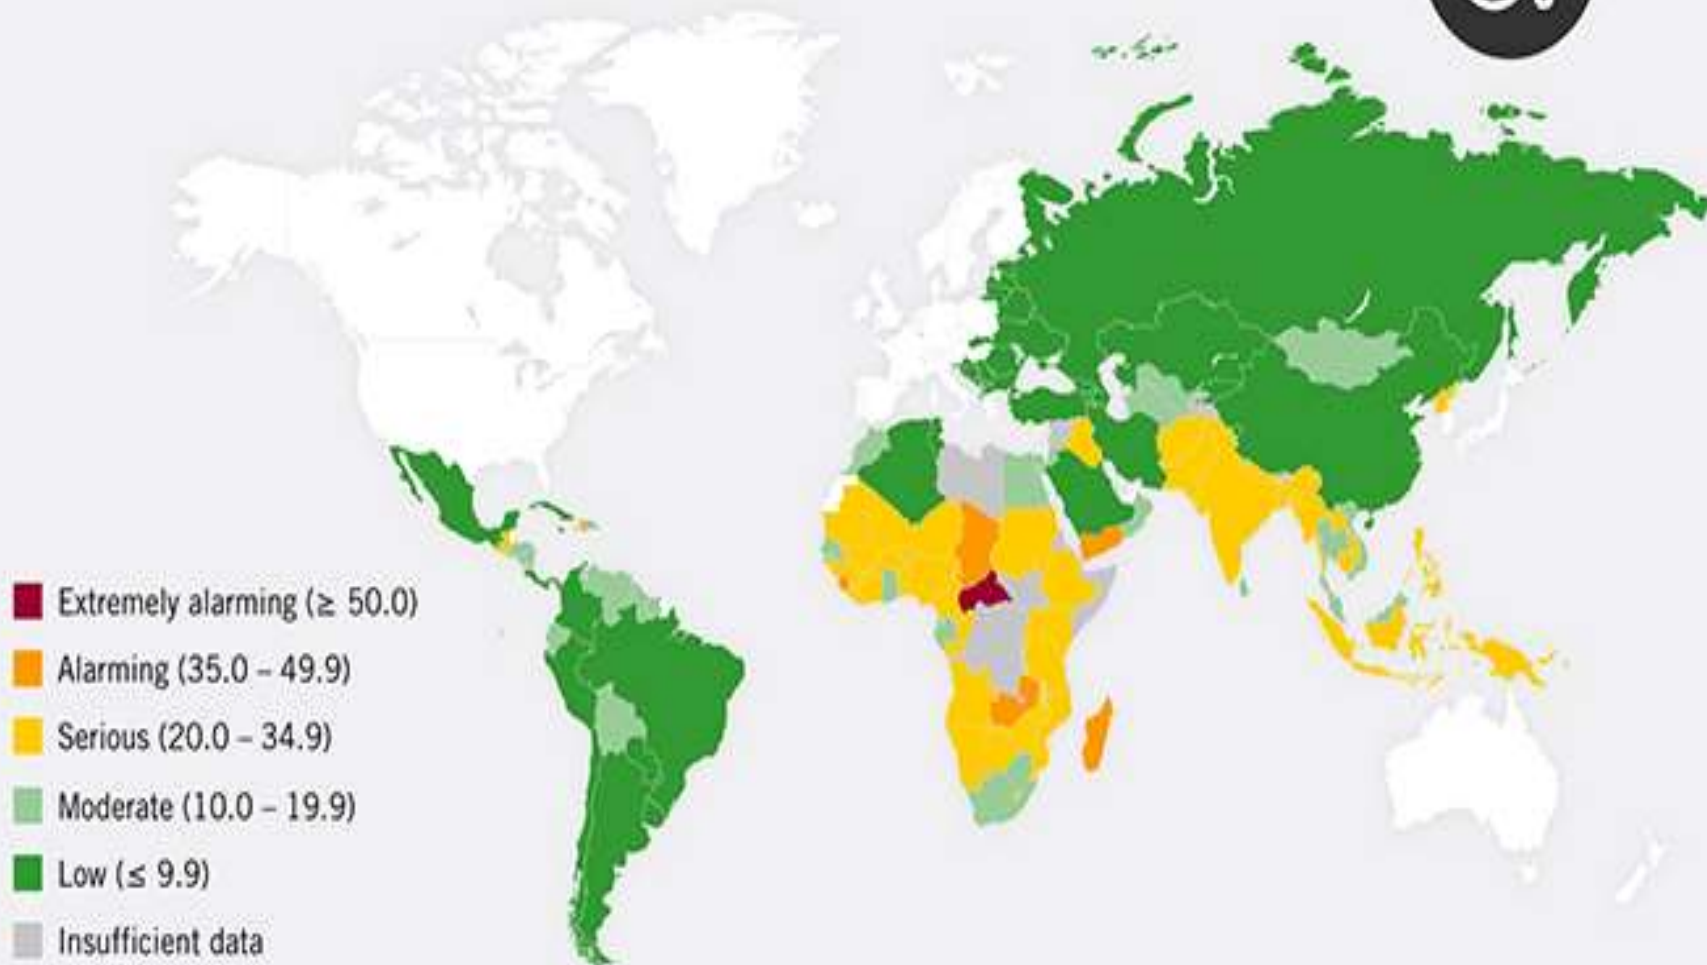 Extremely alarming (≥ 50.0)
Alarming (35.0 – 49.9)
Serious (20.0 – 34.9)
Moderate (10.0 – 19.9)
Low (≤ 9.9)
Insufficient data